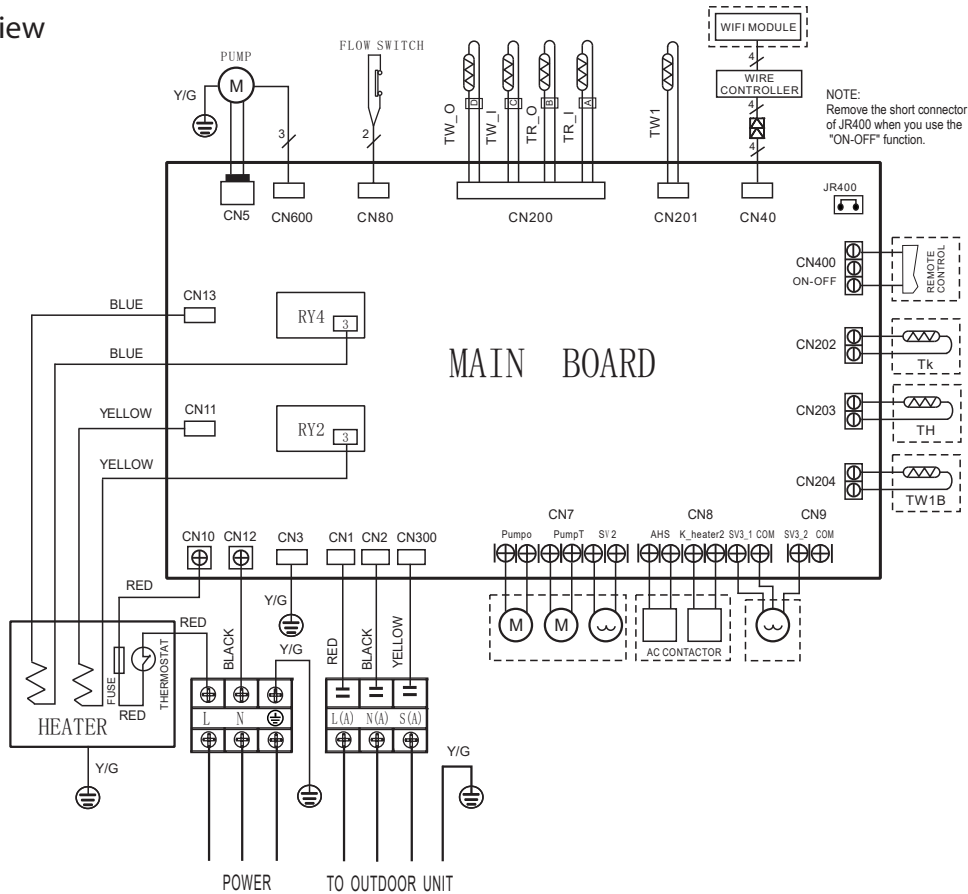 iew
PUMP
M
Y/G
3
FLOW SWITCH
2
TW_O
D
TW_I
C
TR_O
B
TR_I
A
TW1
WIFI MODULE
4
WIRE
CONTROLLER
4
4
NOTE:
Remove the short connector
of JR400 when you use the
"ON-OFF" function.
CN5
CN600
CN80
CN200
CN201
CN40
JR400
CN400
ON-OFF
REMOTE
CONTROL
CN13
BLUE
RY4
3
BLUE
CN202
Tk
MAIN BOARD
CN11
YELLOW
RY2
3
YELLOW
CN203
TH
CN204
TW1B
CN10
CN12
CN3
CN1
CN2
CN300
CN7
CN8
CN9
Pumpo
PumpT
SV2
AHS
K_heater2
SV3_1
COM
SV3_2
COM
RED
RED
BLACK
Y/G
Y/G
RED
BLACK
YELLOW
M
M
AC CONTACTOR
FUSE
THERMOSTAT
RED
HEATER
L
N
L(A)
N(A)
S(A)
Y/G
Y/G
POWER
TO OUTDOOR UNIT